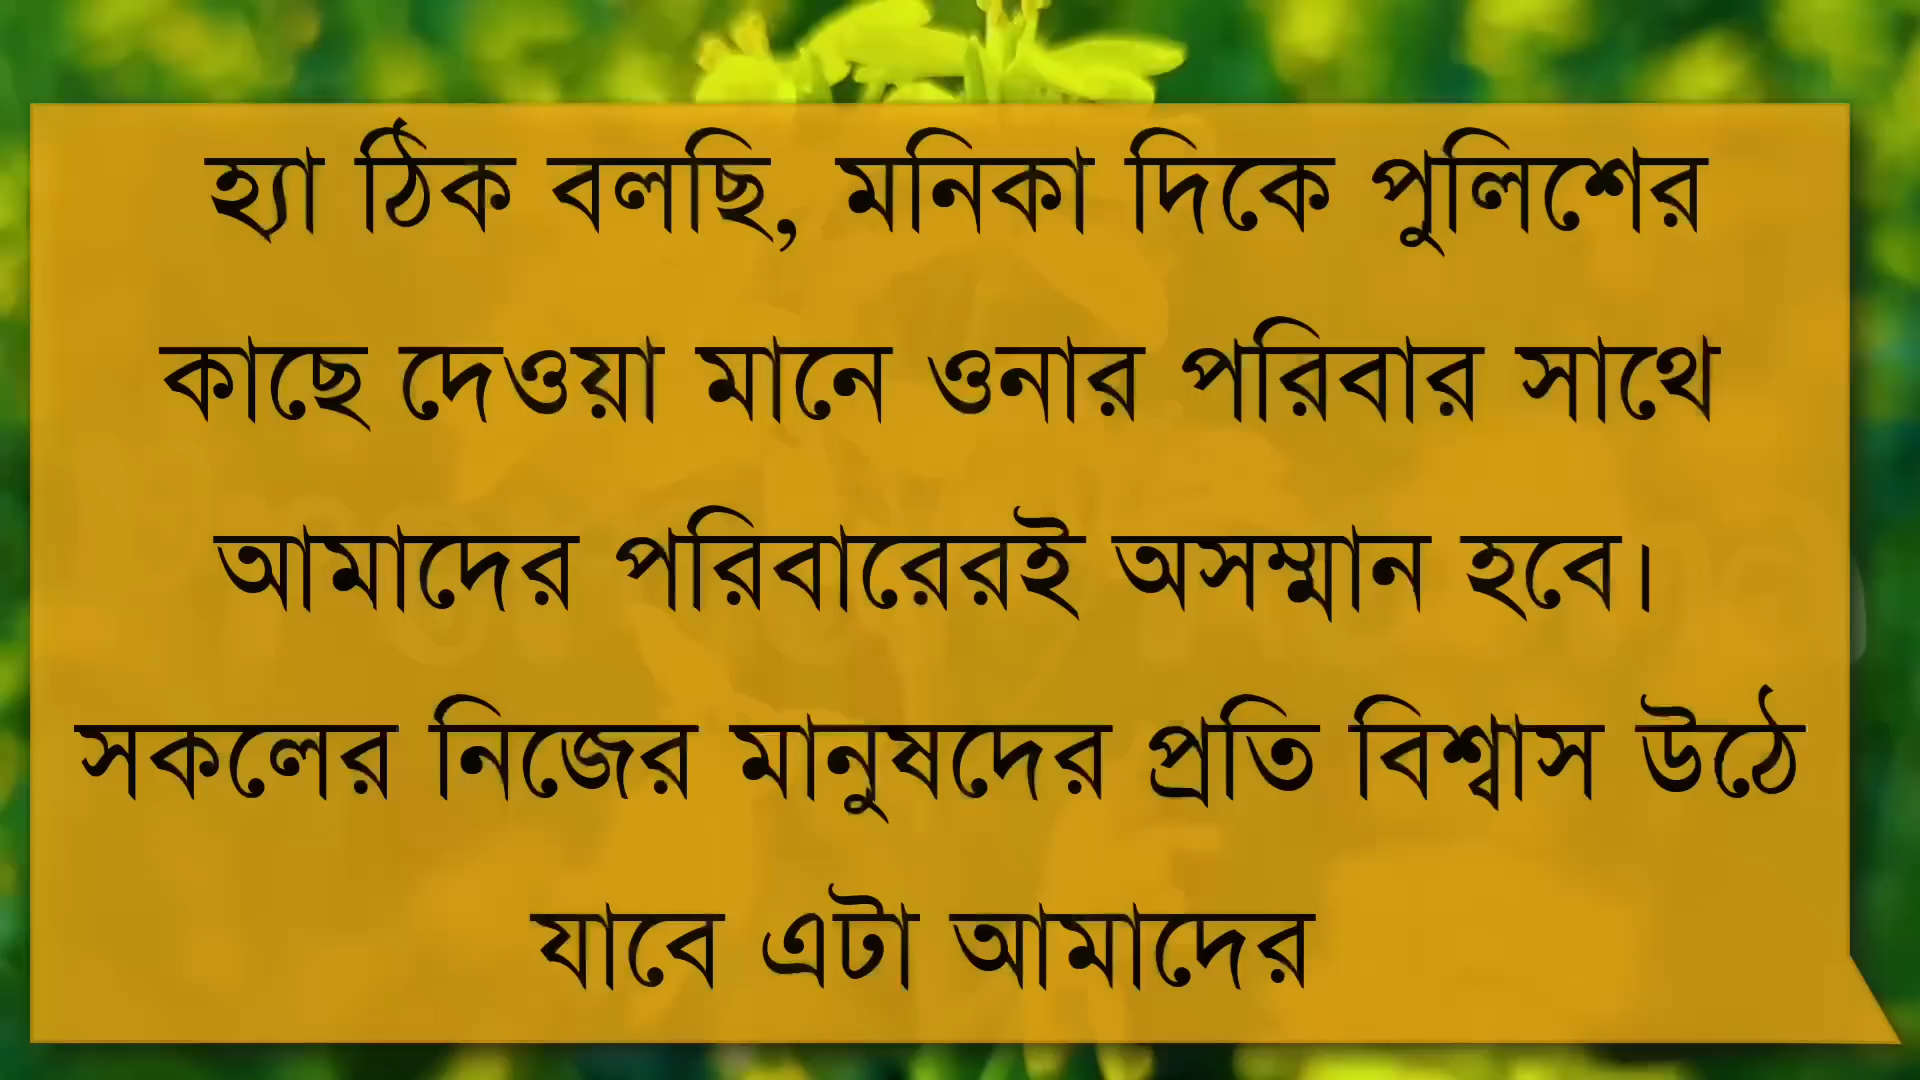 হ্যা ঠিক বলছি, মনিকা দিকে পুলিশের
কাছে দেওয়া মানে ওনার পরিবার সাথে
আমাদের পরিবারেরই অসম্মান হবে।
সকলের নিজের মানুষদের প্রতি বিশ্বাস উঠে
যাবে এটা আমাদের